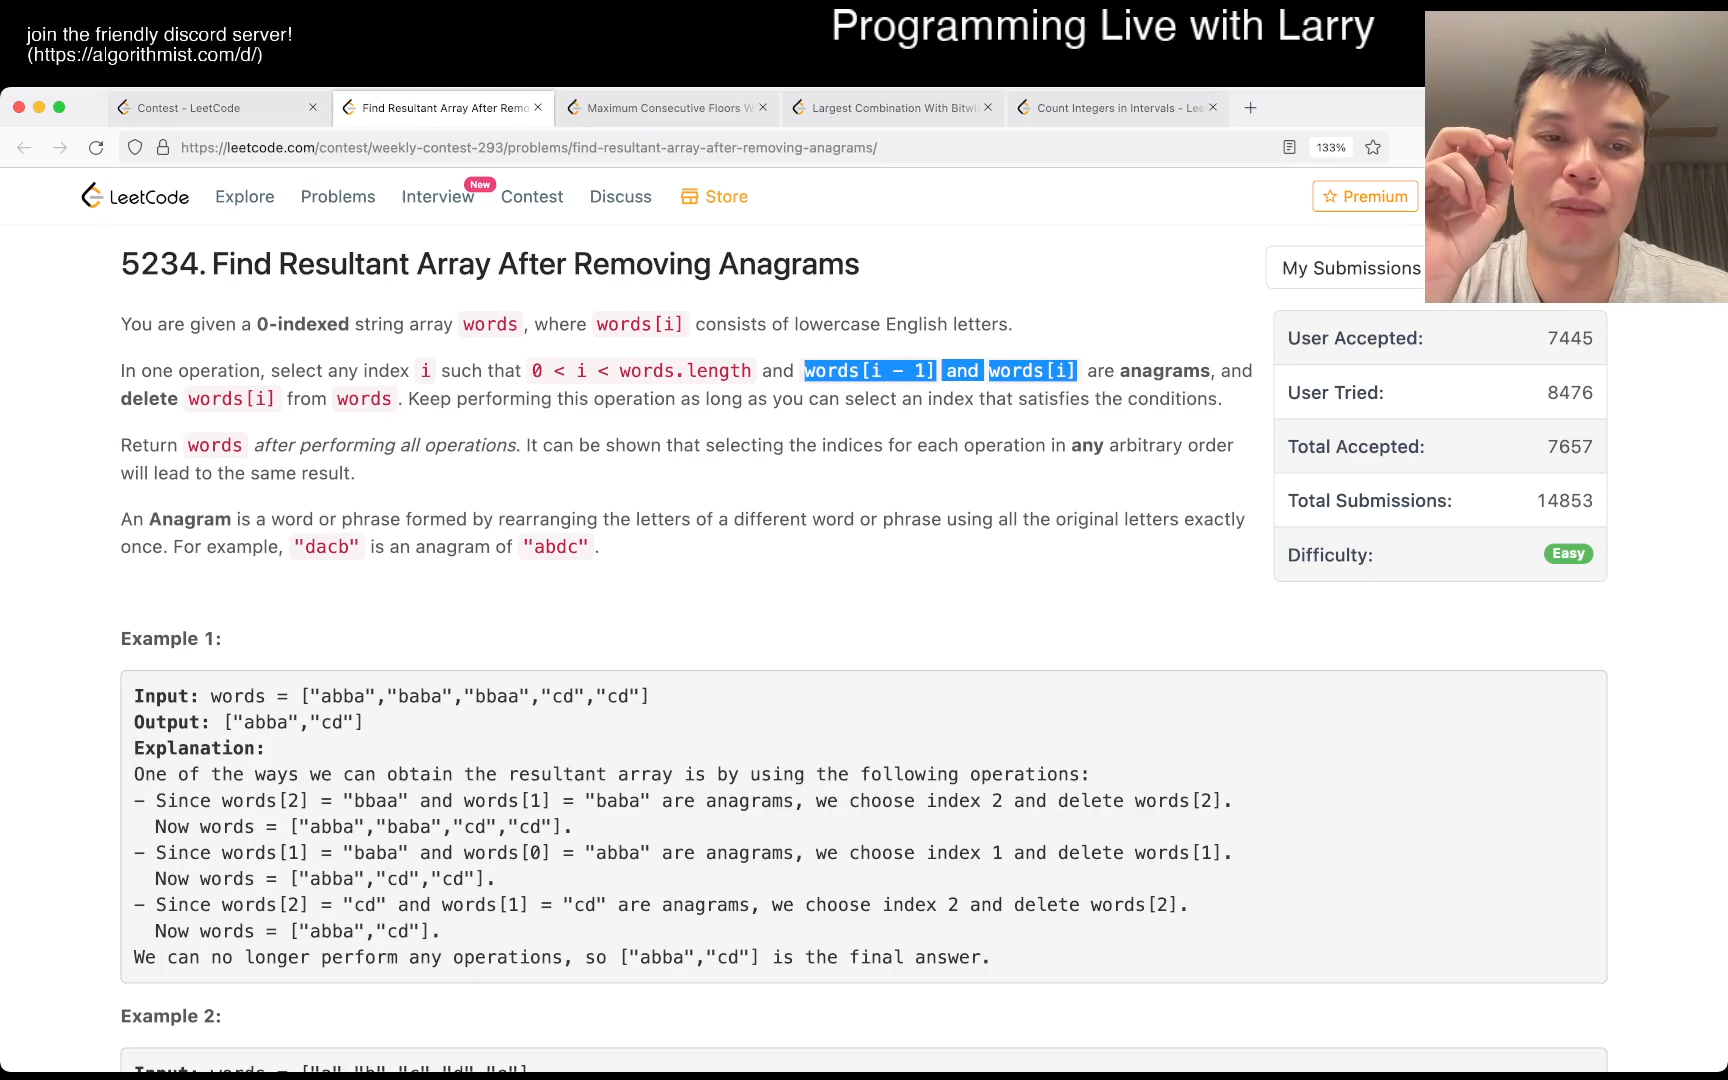 join the friendly discord server!
(https://algorithmist.com/d/)
Programming Live with Larry
Contest - LeetCode
Find Resultant Array After Remo
Maximum Consecutive Floors W
Largest Combination With Bitwi
Count Integers in Intervals - Lee
https://leetcode.com/contest/weekly-contest-293/problems/find-resultant-array-after-removing-anagrams/
133%
LeetCode
Explore
Problems
Interview
New
Contest
Discuss
Store
Premium
5234. Find Resultant Array After Removing Anagrams
My Submissions
You are given a 0-indexed string array words, where words[i] consists of lowercase English letters.
In one operation, select any index i such that 0 < i < words.length and words[i - 1] and words[i] are anagrams, and
delete words[i] from words. Keep performing this operation as long as you can select an index that satisfies the conditions.
Return words after performing all operations. It can be shown that selecting the indices for each operation in any arbitrary order
will lead to the same result.
An Anagram is a word or phrase formed by rearranging the letters of a different word or phrase using all the original letters exactly
once. For example, "dacb" is an anagram of "abdc".
User Accepted: 7445
User Tried: 8476
Total Accepted: 7657
Total Submissions: 14853
Difficulty: Easy
Example 1:
Input: words = ["abba","baba","bbaa","cd","cd"]
Output: ["abba","cd"]
Explanation:
One of the ways we can obtain the resultant array is by using the following operations:
- Since words[2] = "bbaa" and words[1] = "baba" are anagrams, we choose index 2 and delete words[2].
Now words = ["abba","baba","cd","cd"].
- Since words[1] = "baba" and words[0] = "abba" are anagrams, we choose index 1 and delete words[1].
Now words = ["abba","cd","cd"].
- Since words[2] = "cd" and words[1] = "cd" are anagrams, we choose index 2 and delete words[2].
Now words = ["abba","cd"].
We can no longer perform any operations, so ["abba","cd"] is the final answer.
Example 2:
Input: words = ["a","b","c","d","e"]